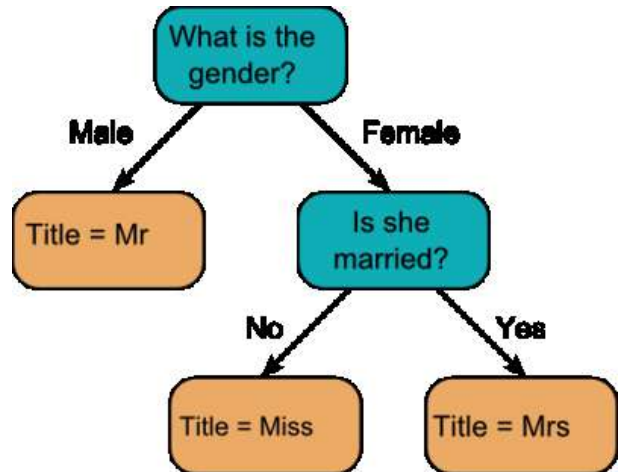 What is the
gender?
Male
Female
Title = Mr
Is she
married?
No
Yes
Title = Miss
Title = Mrs